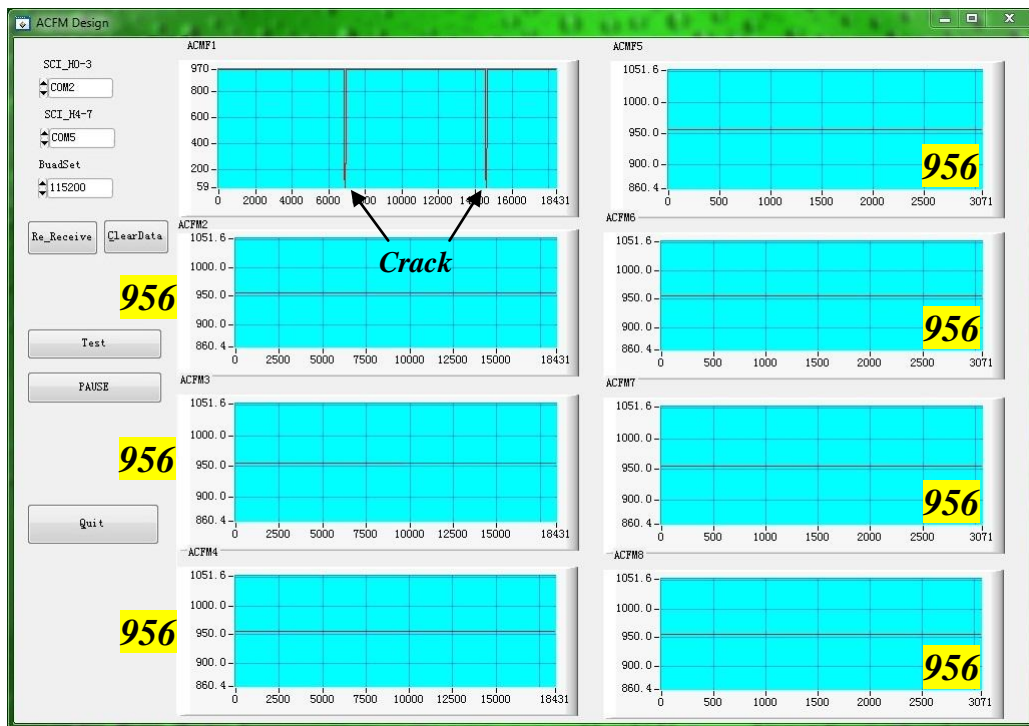 ACFM Design
SCI_H0-3
COM2
SCI_H4-7
COM5
BuadSet
115200
Re_Receive
ClearData
956
Test
PAUSE
956
Quit
956
ACMF1
970
800
600
400
200
59
0 2000 4000 6000 8000 10000 12000 14000 16000 18431
Crack
ACFM2
1051.6
1000.0
950.0
900.0
860.4
0 2500 5000 7500 10000 12500 15000 18431
ACFM3
1051.6
1000.0
950.0
900.0
860.4
0 2500 5000 7500 10000 12500 15000 18431
ACFM4
1051.6
1000.0
950.0
900.0
860.4
0 2500 5000 7500 10000 12500 15000 18431
ACMF5
1051.6
1000.0
950.0
900.0
860.4
956
0 500 1000 1500 2000 2500 3071
ACFM6
1051.6
1000.0
950.0
900.0
860.4
956
0 500 1000 1500 2000 2500 3071
ACFM7
1051.6
1000.0
950.0
900.0
860.4
956
0 500 1000 1500 2000 2500 3071
ACFM8
1051.6
1000.0
950.0
900.0
860.4
956
0 500 1000 1500 2000 2500 3071